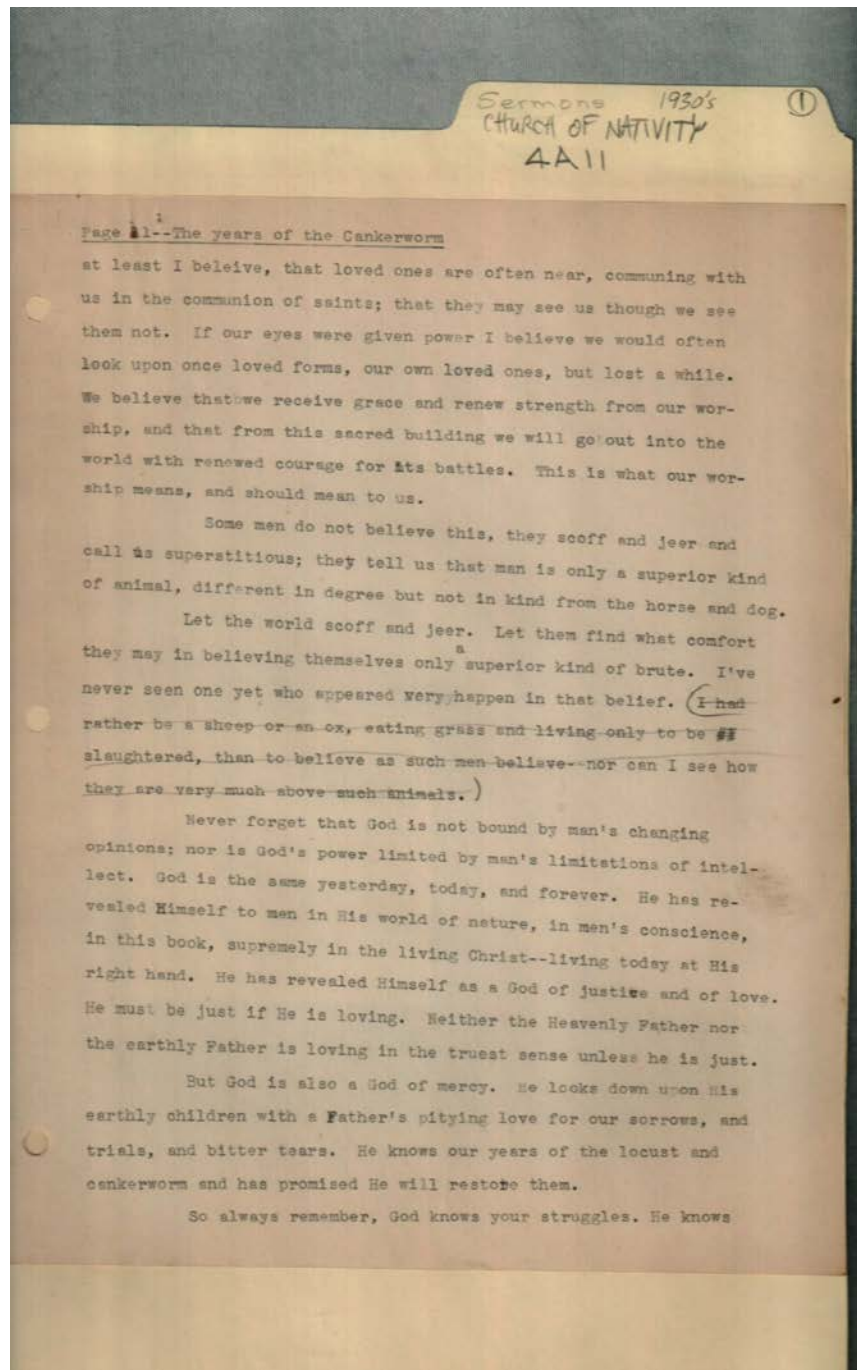 Sermons 1930's ①
CHURCH OF NATIVITY
4A11
Page 11--The years of the Cankerworm
at least I beleive, that loved ones are often near, communing with
us in the communion of saints; that they may see us though we see
them not. If our eyes were given power I believe we would often
look upon once loved forms, our own loved ones, but lost a while.
We believe that we receive grace and renew strength from our wor-
ship, and that from this sacred building we will go out into the
world with renewed courage for its battles. This is what our wor-
ship means, and should mean to us.
Some men do not believe this, they scoff and jeer and
call us superstitious; they tell us that man is only a superior kind
of animal, different in degree but not in kind from the horse and dog.
Let the world scoff and jeer. Let them find what comfort
they may in believing themselves only a superior kind of brute. I've
never seen one yet who appeared very happen in that belief. (I had
rather be a sheep or an ox, eating grass and living only to be
slaughtered, than to believe as such men believe--nor can I see how
they are very much above such animals.)
Never forget that God is not bound by man's changing
opinions; nor is God's power limited by man's limitations of intel-
lect. God is the same yesterday, today, and forever. He has re-
vealed Himself to men in His world of nature, in men's conscience,
in this book, supremely in the living Christ--living today at His
right hand. He has revealed Himself as a God of justice and of love.
He must be just if He is loving. Neither the Heavenly Father nor
the earthly Father is loving in the truest sense unless he is just.
But God is also a God of mercy. He looks down upon His
earthly children with a Father's pitying love for our sorrows, and
trials, and bitter tears. He knows our years of the locust and
cankerworm and has promised He will restore them.
So always remember, God knows your struggles. He knows